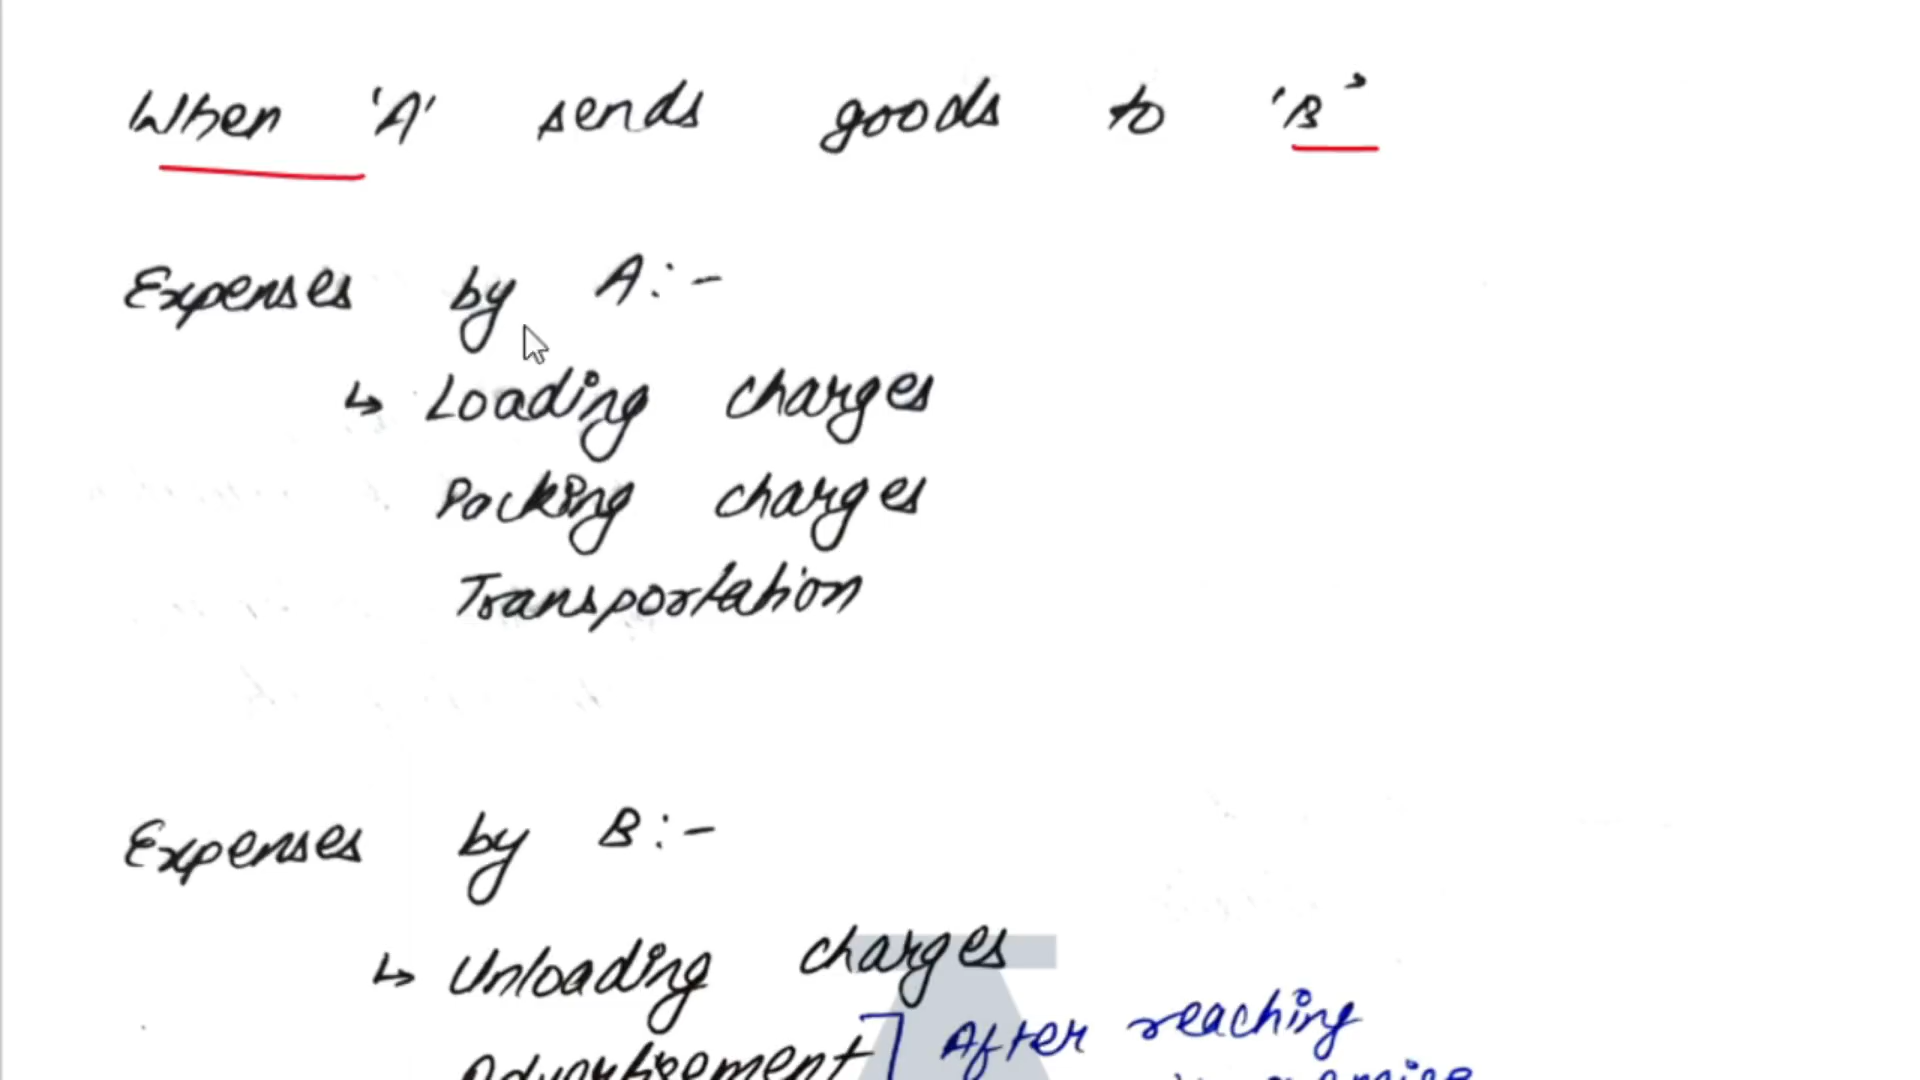 When 'A' sends goods to 'B'
Expenses by A:-
↳ Loading charges
Packing charges
Transportation
Expenses by B:-
↳ Unloading charges
Advertisement ] After reaching